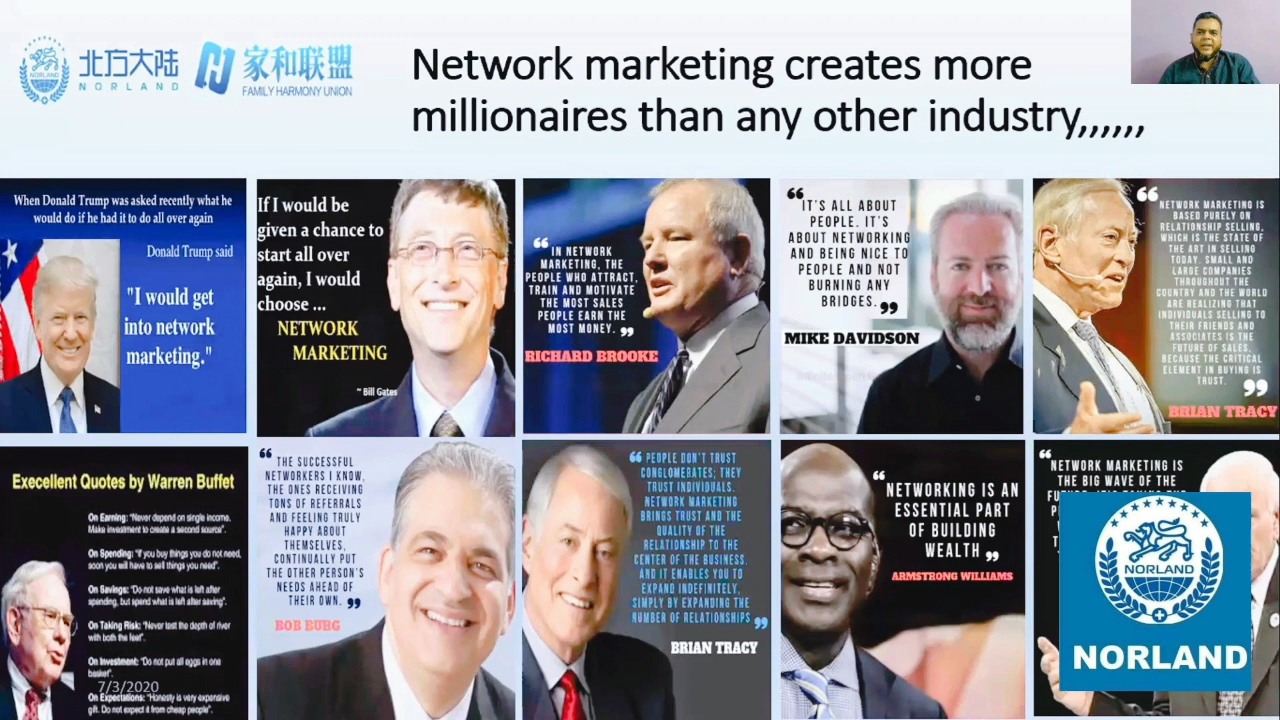 北方大陆
NORLAND
家和联盟
FAMILY HARMONY UNION
Network marketing creates more
millionaires than any other industry,,,,,,
When Donald Trump was asked recently what he
would do if he had it to do all over again
Donald Trump said
"I would get
into network
marketing."
If I would be
given a chance to
start all over
again, I would
choose ...
NETWORK
MARKETING
~ Bill Gates
“ IN NETWORK
MARKETING, THE
PEOPLE WHO ATTRACT,
TRAIN AND MOTIVATE
THE MOST SALES
PEOPLE EARN THE
MOST MONEY. ”
RICHARD BROOKE
“ IT'S ALL ABOUT
PEOPLE. IT'S
ABOUT NETWORKING
AND BEING NICE TO
PEOPLE AND NOT
BURNING ANY
BRIDGES. ”
MIKE DAVIDSON
“ NETWORK MARKETING IS
BASED PURELY ON
RELATIONSHIP SELLING,
WHICH IS THE STATE OF
THE ART IN SELLING
TODAY. SMALL AND
LARGE COMPANIES
THROUGHOUT THE
COUNTRY AND THE WORLD
ARE REALIZING THAT
INDIVIDUALS SELLING TO
THEIR FRIENDS AND
ASSOCIATES IS THE
FUTURE OF SALES,
BECAUSE THE CRITICAL
ELEMENT IN BUYING IS
TRUST. ”
BRIAN TRACY
Execellent Quotes by Warren Buffet
On Earning: "Never depend on single income.
Make investment to create a second source".
On Spending: "If you buy things you do not need,
soon you will have to sell things you need".
On Savings: "Do not save what is left after
spending, but spend what is left after saving".
On Taking Risk: "Never test the depth of river
with both the feet".
On Investment: "Do not put all eggs in one
basket".
7/3/2020
On Expectations: "Honesty is very expensive
gift. Do not expect it from cheap people".
“ THE SUCCESSFUL
NETWORKERS I KNOW,
THE ONES RECEIVING
TONS OF REFERRALS
AND FEELING TRULY
HAPPY ABOUT
THEMSELVES,
CONTINUALLY PUT
THE OTHER PERSON'S
NEEDS AHEAD OF
THEIR OWN. ”
BOB BURG
“ PEOPLE DON'T TRUST
CONGLOMERATES; THEY
TRUST INDIVIDUALS.
NETWORK MARKETING
BRINGS TRUST AND THE
QUALITY OF THE
RELATIONSHIP TO THE
CENTER OF THE BUSINESS.
AND IT ENABLES YOU TO
EXPAND INDEFINITELY,
SIMPLY BY EXPANDING THE
NUMBER OF RELATIONSHIPS ”
BRIAN TRACY
“ NETWORKING IS AN
ESSENTIAL PART
OF BUILDING
WEALTH ”
ARMSTRONG WILLIAMS
“ NETWORK MARKETING IS
THE BIG WAVE OF THE
NORLAND
NORLAND